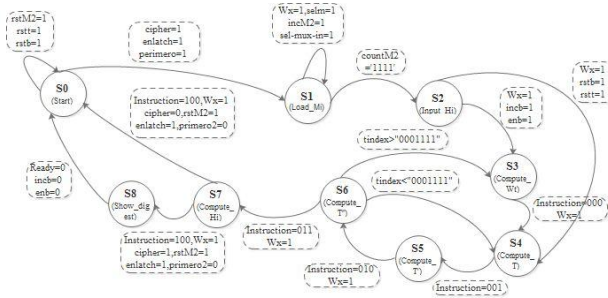 rstM2=1
rstt=1
rstb=1
cipher=1
enlatch=1
perimero=1
Wx=1,selm=1
incM2=1
sel-mux-in=1
countM2
='1111'
Wx=1
rstb=1
rstt=1
S0
(Start)
S1
(Load_Mi)
S2
(Input_Hi)
Wx=1
incb=1
enb=1
Instruction=100,Wx=1
cipher=0,rstM2=1
enlatch=1,primero2=0
tindex>"0001111"
S3
(Compute_
Wt)
Ready=0
incb=0
enb=0
S8
(Show_dig
est)
S7
(Compute_
Hi)
S6
(Compute_
T")
tindex<"0001111"
Instruction=000
Wx=1
Instruction=011
Wx=1
S5
(Compute_
T')
S4
(Compute_
T)
Instruction=100,Wx=1
cipher=1,rstM2=1
enlatch=1,primero2=0
Instruction=010
Wx=1
Instruction=001